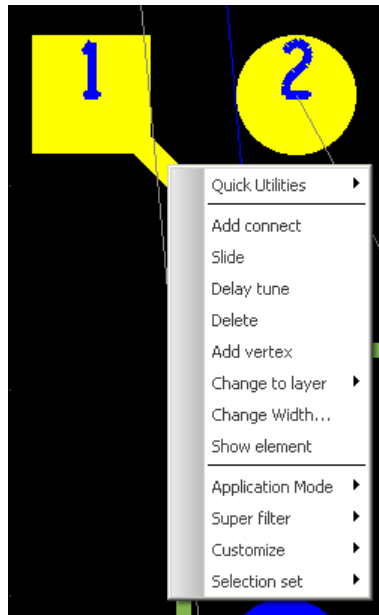 1
2
Quick Utilities
Add connect
Slide
Delay tune
Delete
Add vertex
Change to layer
Change Width...
Show element
Application Mode
Super filter
Customize
Selection set